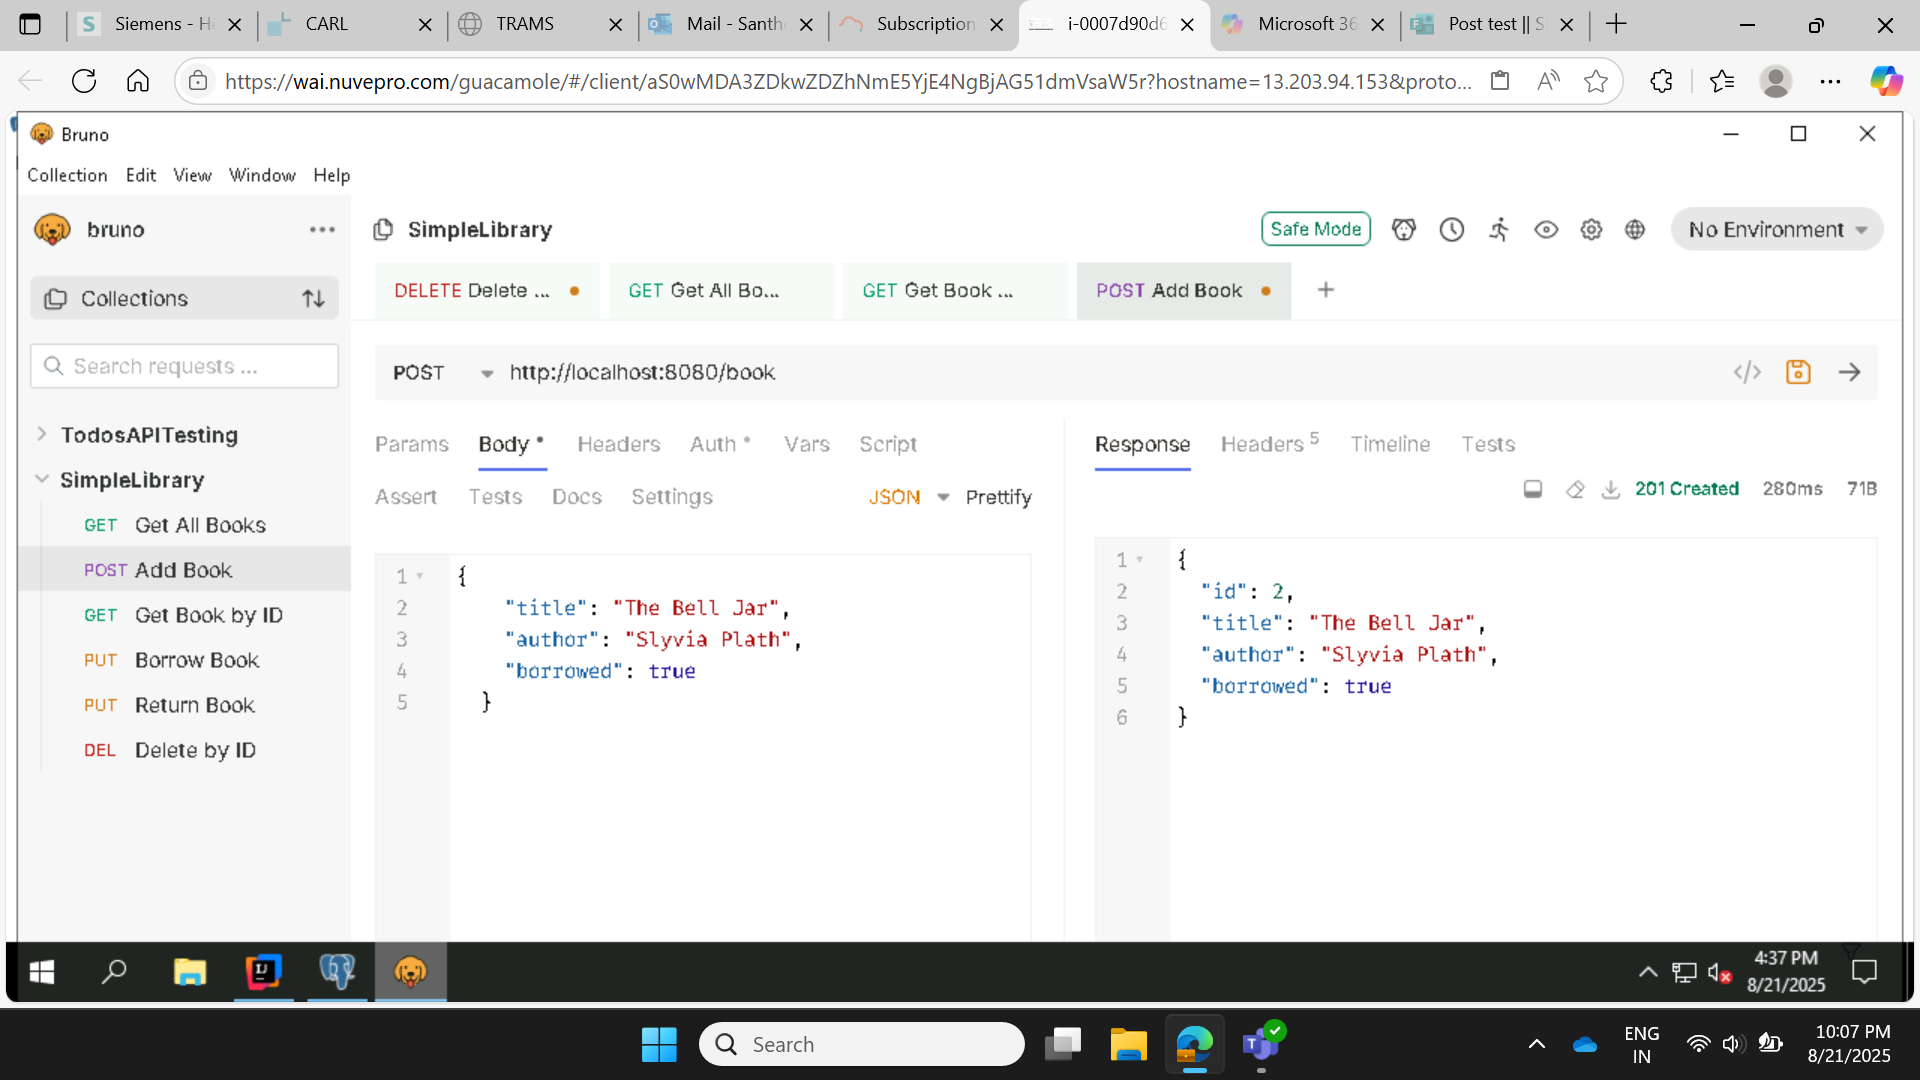 Siemens - H
CARL
TRAMS
Mail - Santh
Subscription
i-0007d90d6
Microsoft 36
Post test || S
https://wai.nuvepro.com/guacamole/#/client/aS0wMDA3ZDkwZDZhNmE5YjE4NgBjAG51dmVsaW5r?hostname=13.203.94.153&proto...
Bruno
Collection Edit View Window Help
bruno
SimpleLibrary
Safe Mode
No Environment
Collections
DELETE Delete ...
GET Get All Bo...
GET Get Book ...
POST Add Book
Search requests ...
POST http://localhost:8080/book
TodosAPITesting
SimpleLibrary
GET Get All Books
POST Add Book
GET Get Book by ID
PUT Borrow Book
PUT Return Book
DEL Delete by ID
Params Body Headers Auth Vars Script
Assert Tests Docs Settings JSON Prettify
1 {
2 "title": "The Bell Jar",
3 "author": "Slyvia Plath",
4 "borrowed": true
5 }
Response Headers 5 Timeline Tests
201 Created 280ms 71B
1 {
2 "id": 2,
3 "title": "The Bell Jar",
4 "author": "Slyvia Plath",
5 "borrowed": true
6 }
4:37 PM
8/21/2025
Search
ENG
IN
10:07 PM
8/21/2025